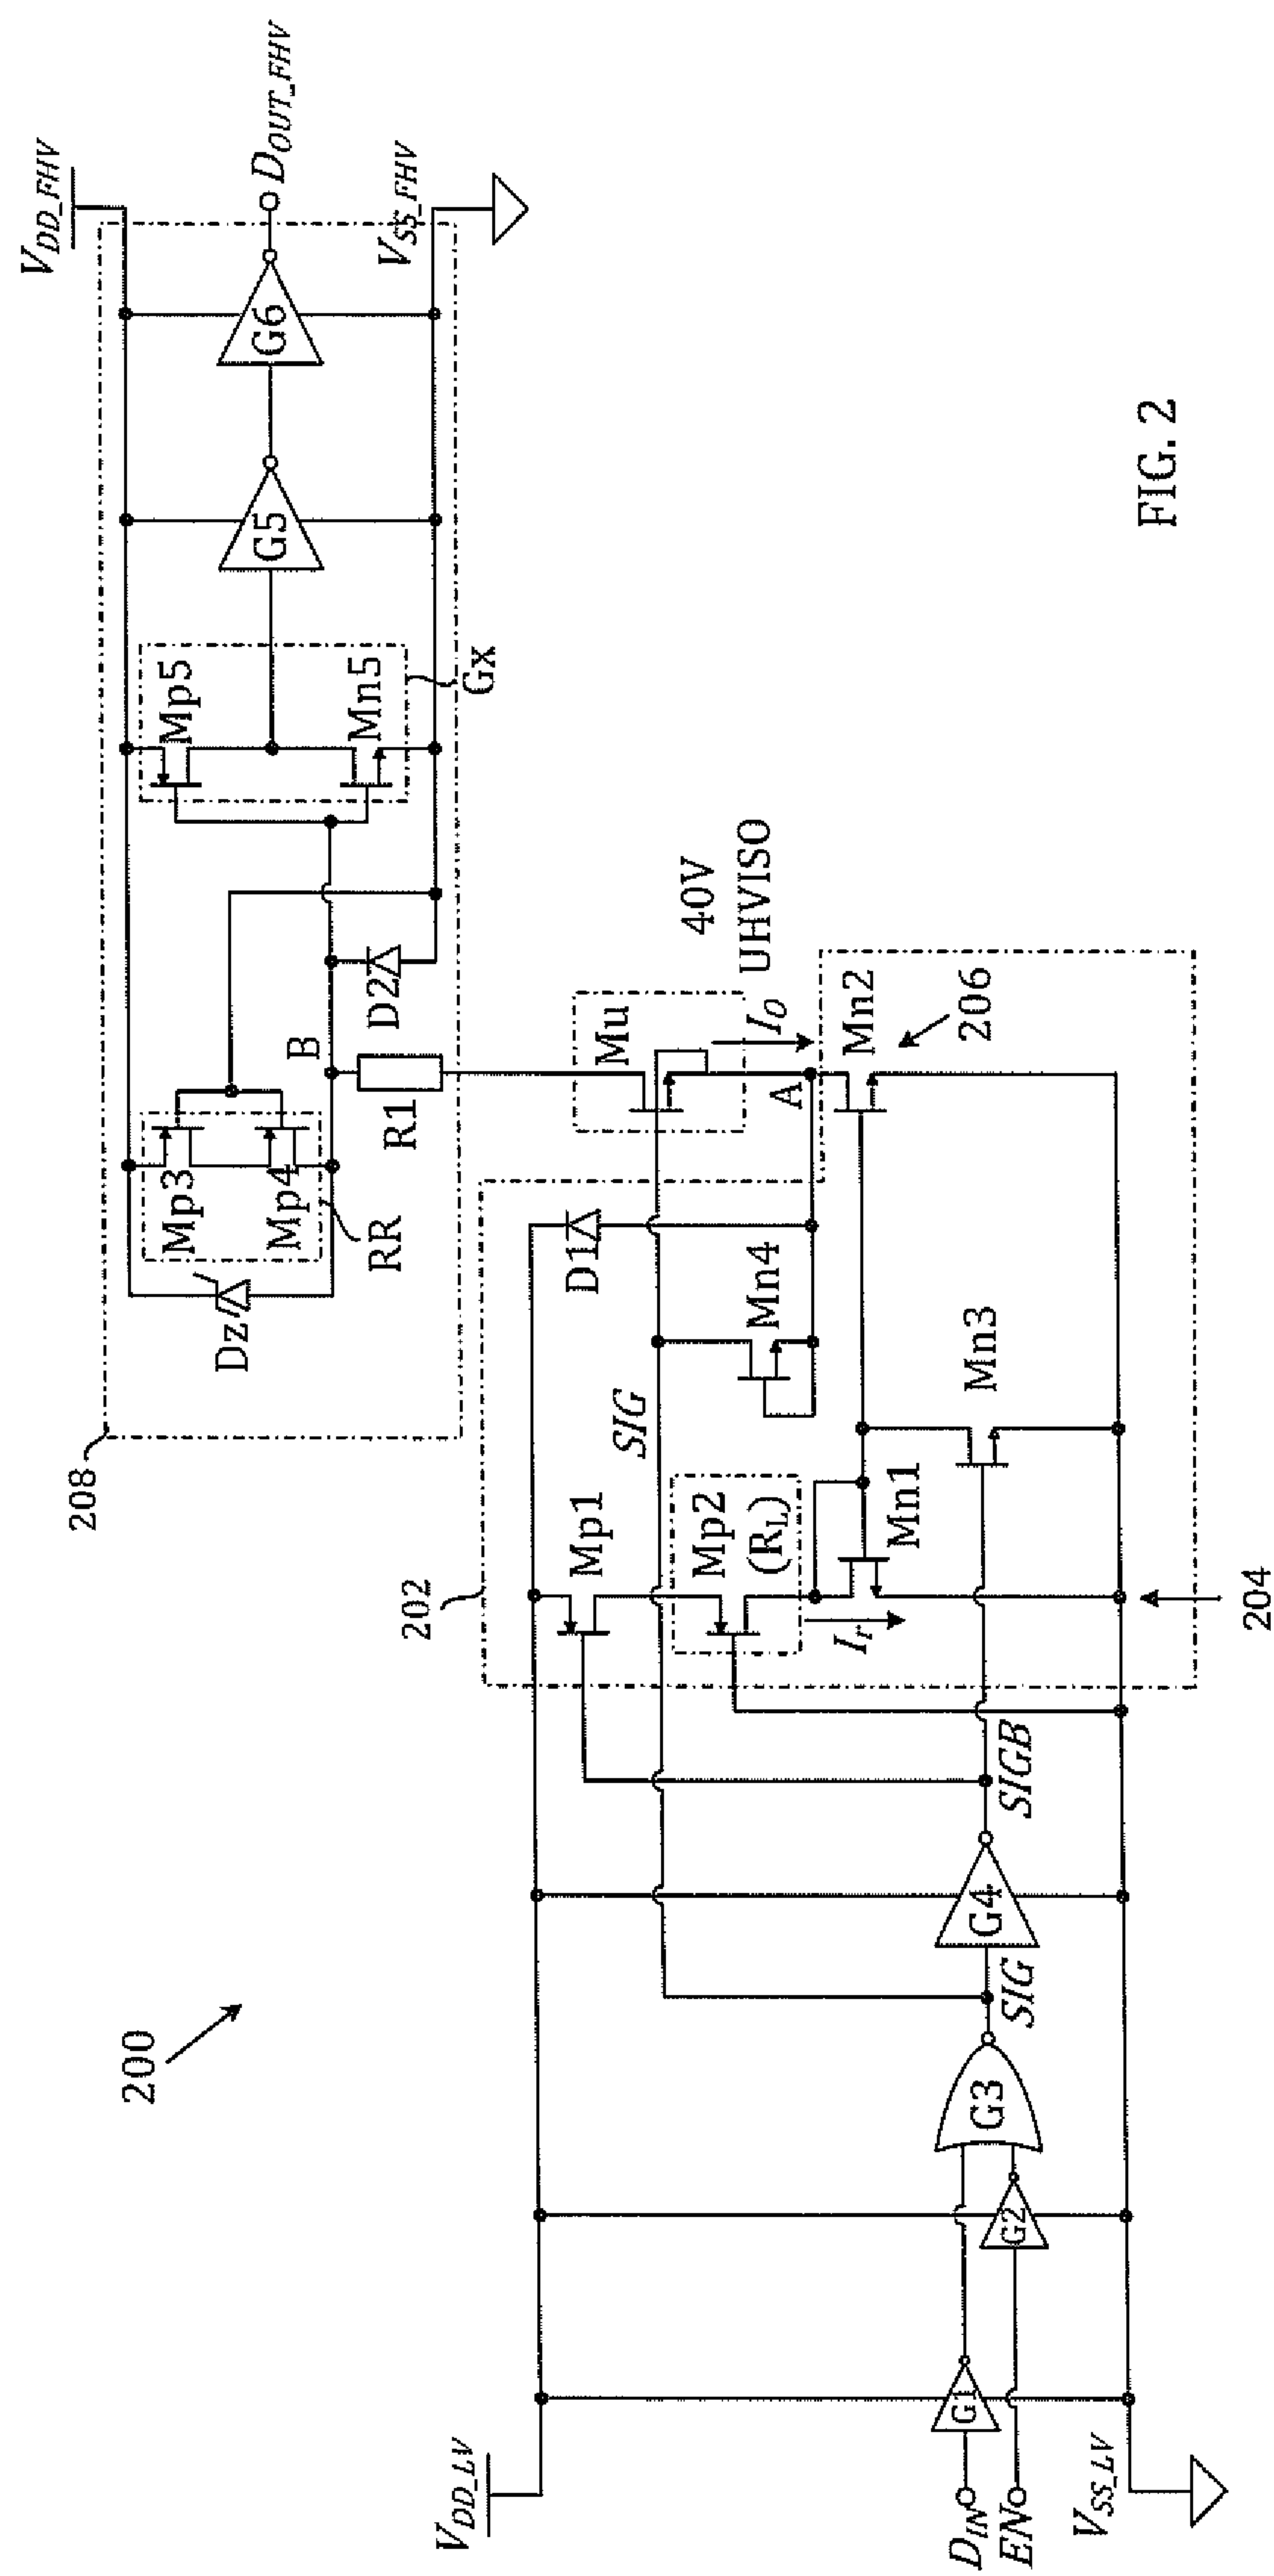 200
V_DD_LV
D_IN
EN
V_SS_LV
G1
G2
G3
SIG
G4
SIGB
202
204
Mp1
Mp2
(R_L)
I_r
Mn1
Mn3
SIG
Mn4
D1
A
Mn2
206
Mu
I_O
40V
UHVISO
208
Dz
Mp3
Mp4
RR
B
R1
D2
Mp5
Mn5
Gx
G5
G6
V_DD_FHV
D_OUT_FHV
V_SS_FHV
FIG. 2